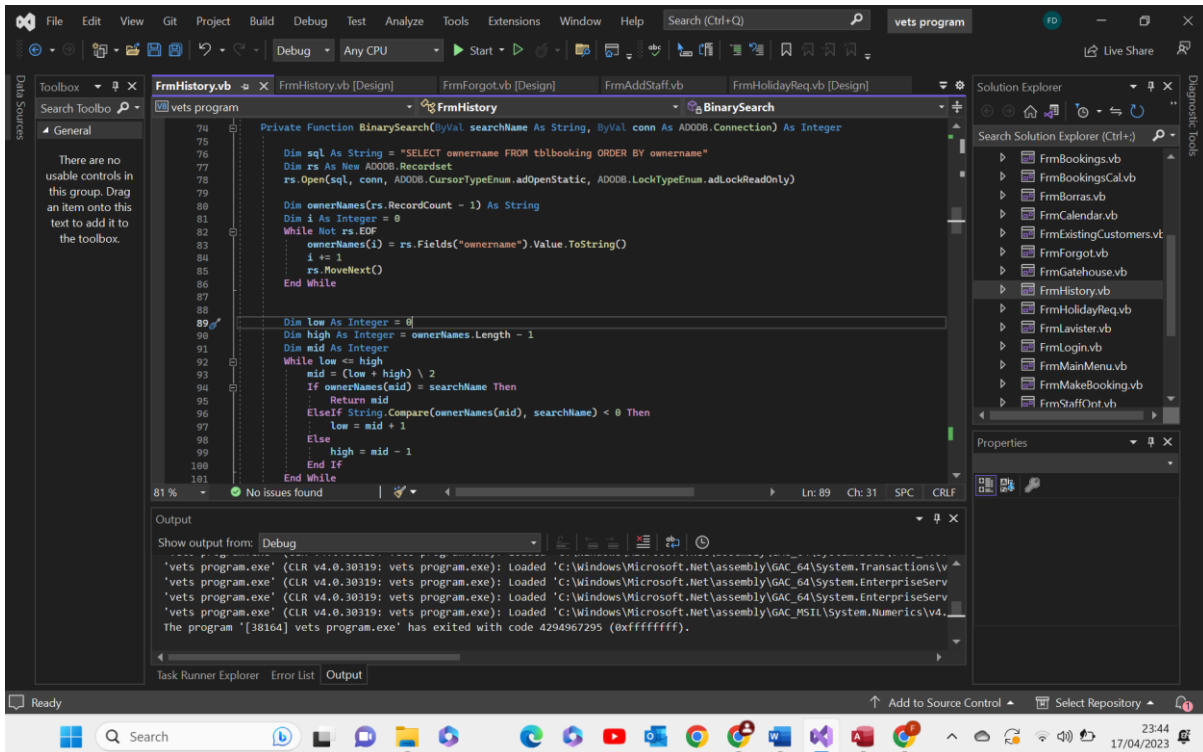 File Edit View Git Project Build Debug Test Analyze Tools Extensions Window Help Search (Ctrl+Q) vets program FD
Debug Any CPU Start Live Share
Data Sources
Toolbox
Search Toolbo
General
There are no
usable controls in
this group. Drag
an item onto this
text to add it to
the toolbox.
FrmHistory.vb FrmHistory.vb [Design] FrmForgot.vb [Design] FrmAddStaff.vb FrmHolidayReq.vb [Design]
vets program FrmHistory BinarySearch
74 Private Function BinarySearch(ByVal searchName As String, ByVal conn As ADODB.Connection) As Integer
75
76 Dim sql As String = "SELECT ownername FROM tblbooking ORDER BY ownername"
77 Dim rs As New ADODB.Recordset
78 rs.Open(sql, conn, ADODB.CursorTypeEnum.adOpenStatic, ADODB.LockTypeEnum.adLockReadOnly)
79
80 Dim ownerNames(rs.RecordCount - 1) As String
81 Dim i As Integer = 0
82 While Not rs.EOF
83 ownerNames(i) = rs.Fields("ownername").Value.ToString()
84 i += 1
85 rs.MoveNext()
86 End While
87
88
89 Dim low As Integer = 0
90 Dim high As Integer = ownerNames.Length - 1
91 Dim mid As Integer
92 While low <= high
93 mid = (low + high) \ 2
94 If ownerNames(mid) = searchName Then
95 Return mid
96 ElseIf String.Compare(ownerNames(mid), searchName) < 0 Then
97 low = mid + 1
98 Else
99 high = mid - 1
100 End If
101 End While
81 % No issues found Ln: 89 Ch: 31 SPC CRLF
Output
Show output from: Debug
'vets program.exe' (CLR v4.0.30319: vets program.exe): Loaded 'C:\Windows\Microsoft.Net\assembly\GAC_64\System.Transactions\v
'vets program.exe' (CLR v4.0.30319: vets program.exe): Loaded 'C:\Windows\Microsoft.Net\assembly\GAC_64\System.EnterpriseServ
'vets program.exe' (CLR v4.0.30319: vets program.exe): Loaded 'C:\Windows\Microsoft.Net\assembly\GAC_64\System.EnterpriseServ
'vets program.exe' (CLR v4.0.30319: vets program.exe): Loaded 'C:\Windows\Microsoft.Net\assembly\GAC_MSIL\System.Numerics\v4.
The program '[38164] vets program.exe' has exited with code 4294967295 (0xffffffff).
Task Runner Explorer Error List Output
Solution Explorer
Search Solution Explorer (Ctrl+;)
FrmBookings.vb
FrmBookingsCal.vb
FrmBorras.vb
FrmCalendar.vb
FrmExistingCustomers.vb
FrmForgot.vb
FrmGatehouse.vb
FrmHistory.vb
FrmHolidayReq.vb
FrmLavister.vb
FrmLogin.vb
FrmMainMenu.vb
FrmMakeBooking.vb
FrmStaffOpt.vb
Properties
Diagnostic Tools
Ready Add to Source Control Select Repository
Search 23:44
17/04/2023